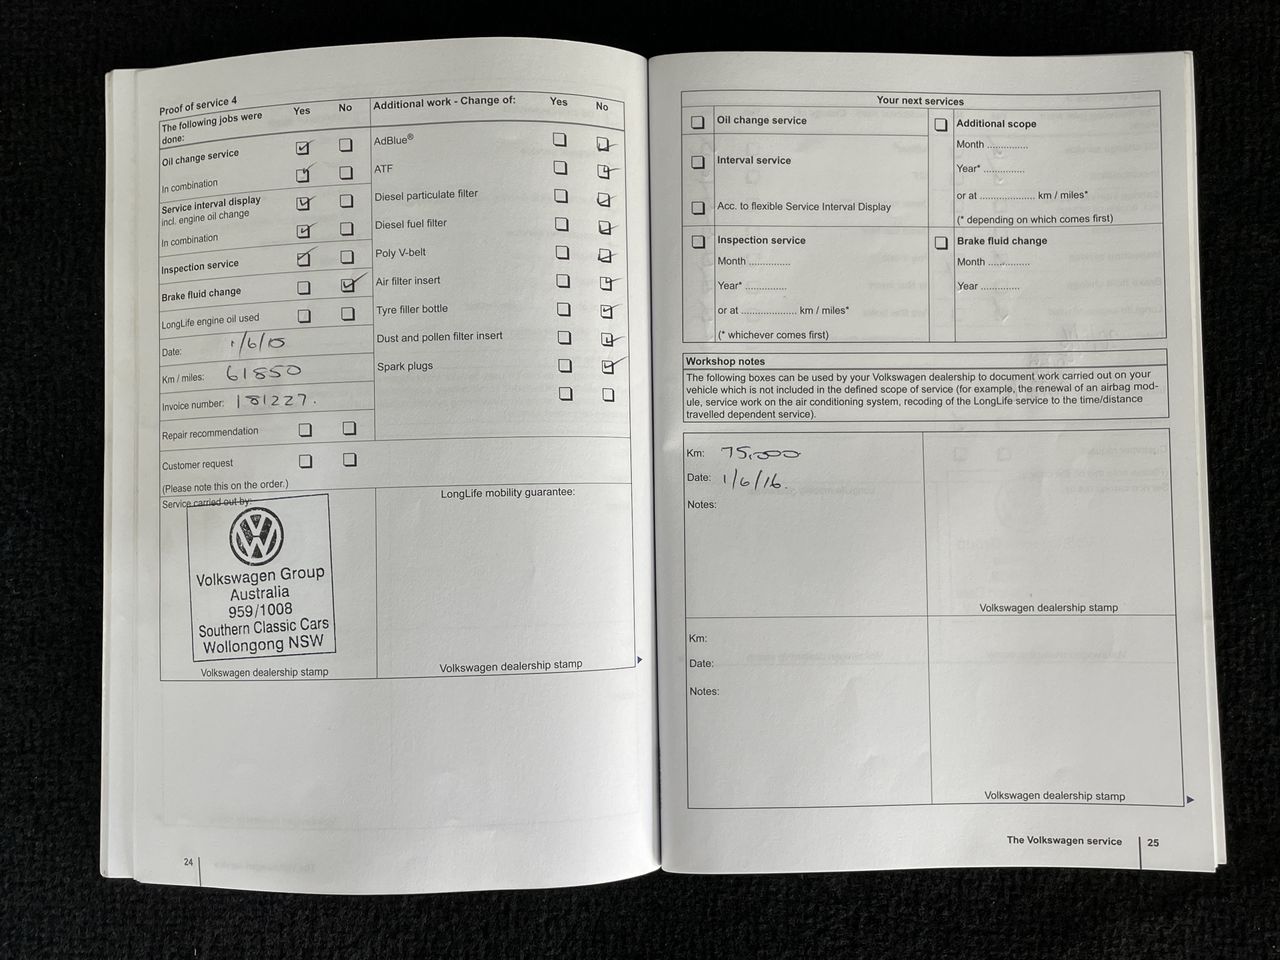 Proof of service 4
The following jobs were done: Yes No
Oil change service
In combination
Service interval display
incl. engine oil change
In combination
Inspection service
Brake fluid change
LongLife engine oil used
Date: 1/6/15
Km / miles: 61850
Invoice number: 181227.
Repair recommendation
Customer request
(Please note this on the order.)
Additional work - Change of: Yes No
AdBlue®
ATF
Diesel particulate filter
Diesel fuel filter
Poly V-belt
Air filter insert
Tyre filler bottle
Dust and pollen filter insert
Spark plugs
Service carried out by:
Volkswagen Group
Australia
959/1008
Southern Classic Cars
Wollongong NSW
Volkswagen dealership stamp
LongLife mobility guarantee:
Volkswagen dealership stamp
24
Your next services
Oil change service
Interval service
Acc. to flexible Service Interval Display
Additional scope
Month ..............
Year* ..............
or at .................... km / miles*
(* depending on which comes first)
Inspection service
Month ..............
Year* ..............
or at .................... km / miles*
(* whichever comes first)
Brake fluid change
Month ..............
Year ..............
Workshop notes
The following boxes can be used by your Volkswagen dealership to document work carried out on your
vehicle which is not included in the defined scope of service (for example, the renewal of an airbag mod-
ule, service work on the air conditioning system, recoding of the LongLife service to the time/distance
travelled dependent service).
Km: 75,000
Date: 1/6/16.
Notes:
Volkswagen dealership stamp
Km:
Date:
Notes:
Volkswagen dealership stamp
The Volkswagen service 25